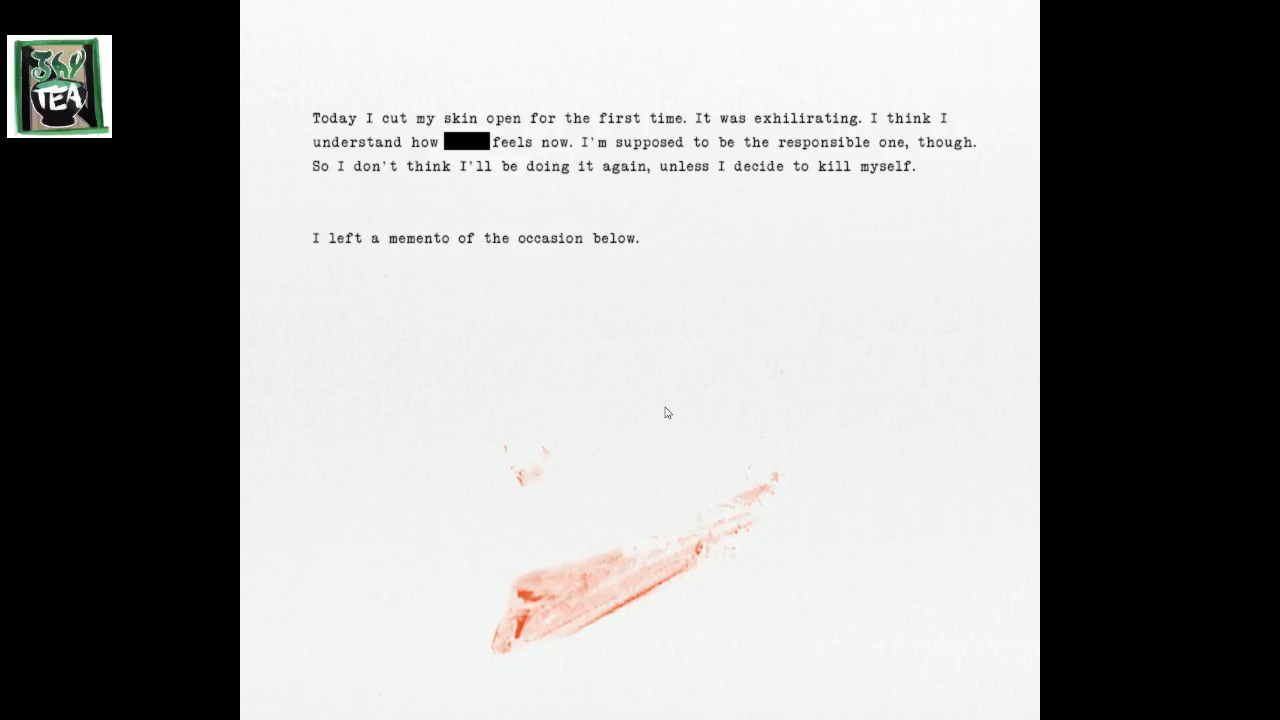 JhY
TEA
Today I cut my skin open for the first time. It was exhilirating. I think I
understand how feels now. I'm supposed to be the responsible one, though.
So I don't think I'll be doing it again, unless I decide to kill myself.
I left a memento of the occasion below.